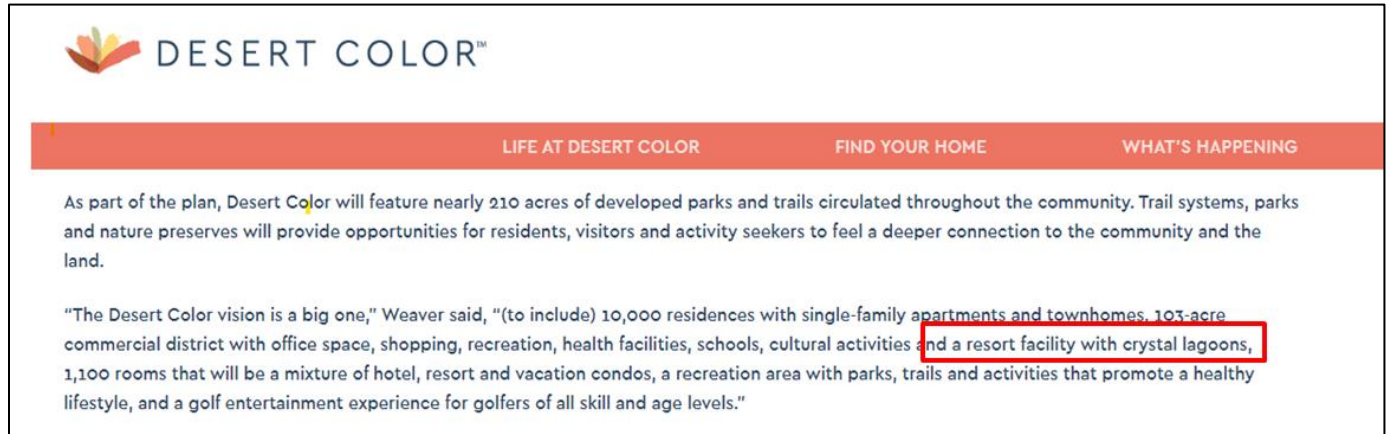 DESERT COLOR™
LIFE AT DESERT COLOR FIND YOUR HOME WHAT'S HAPPENING
As part of the plan, Desert Color will feature nearly 210 acres of developed parks and trails circulated throughout the community. Trail systems, parks
and nature preserves will provide opportunities for residents, visitors and activity seekers to feel a deeper connection to the community and the
land.
“The Desert Color vision is a big one,” Weaver said, “(to include) 10,000 residences with single-family apartments and townhomes, 103-acre
commercial district with office space, shopping, recreation, health facilities, schools, cultural activities and a resort facility with crystal lagoons,
1,100 rooms that will be a mixture of hotel, resort and vacation condos, a recreation area with parks, trails and activities that promote a healthy
lifestyle, and a golf entertainment experience for golfers of all skill and age levels.”